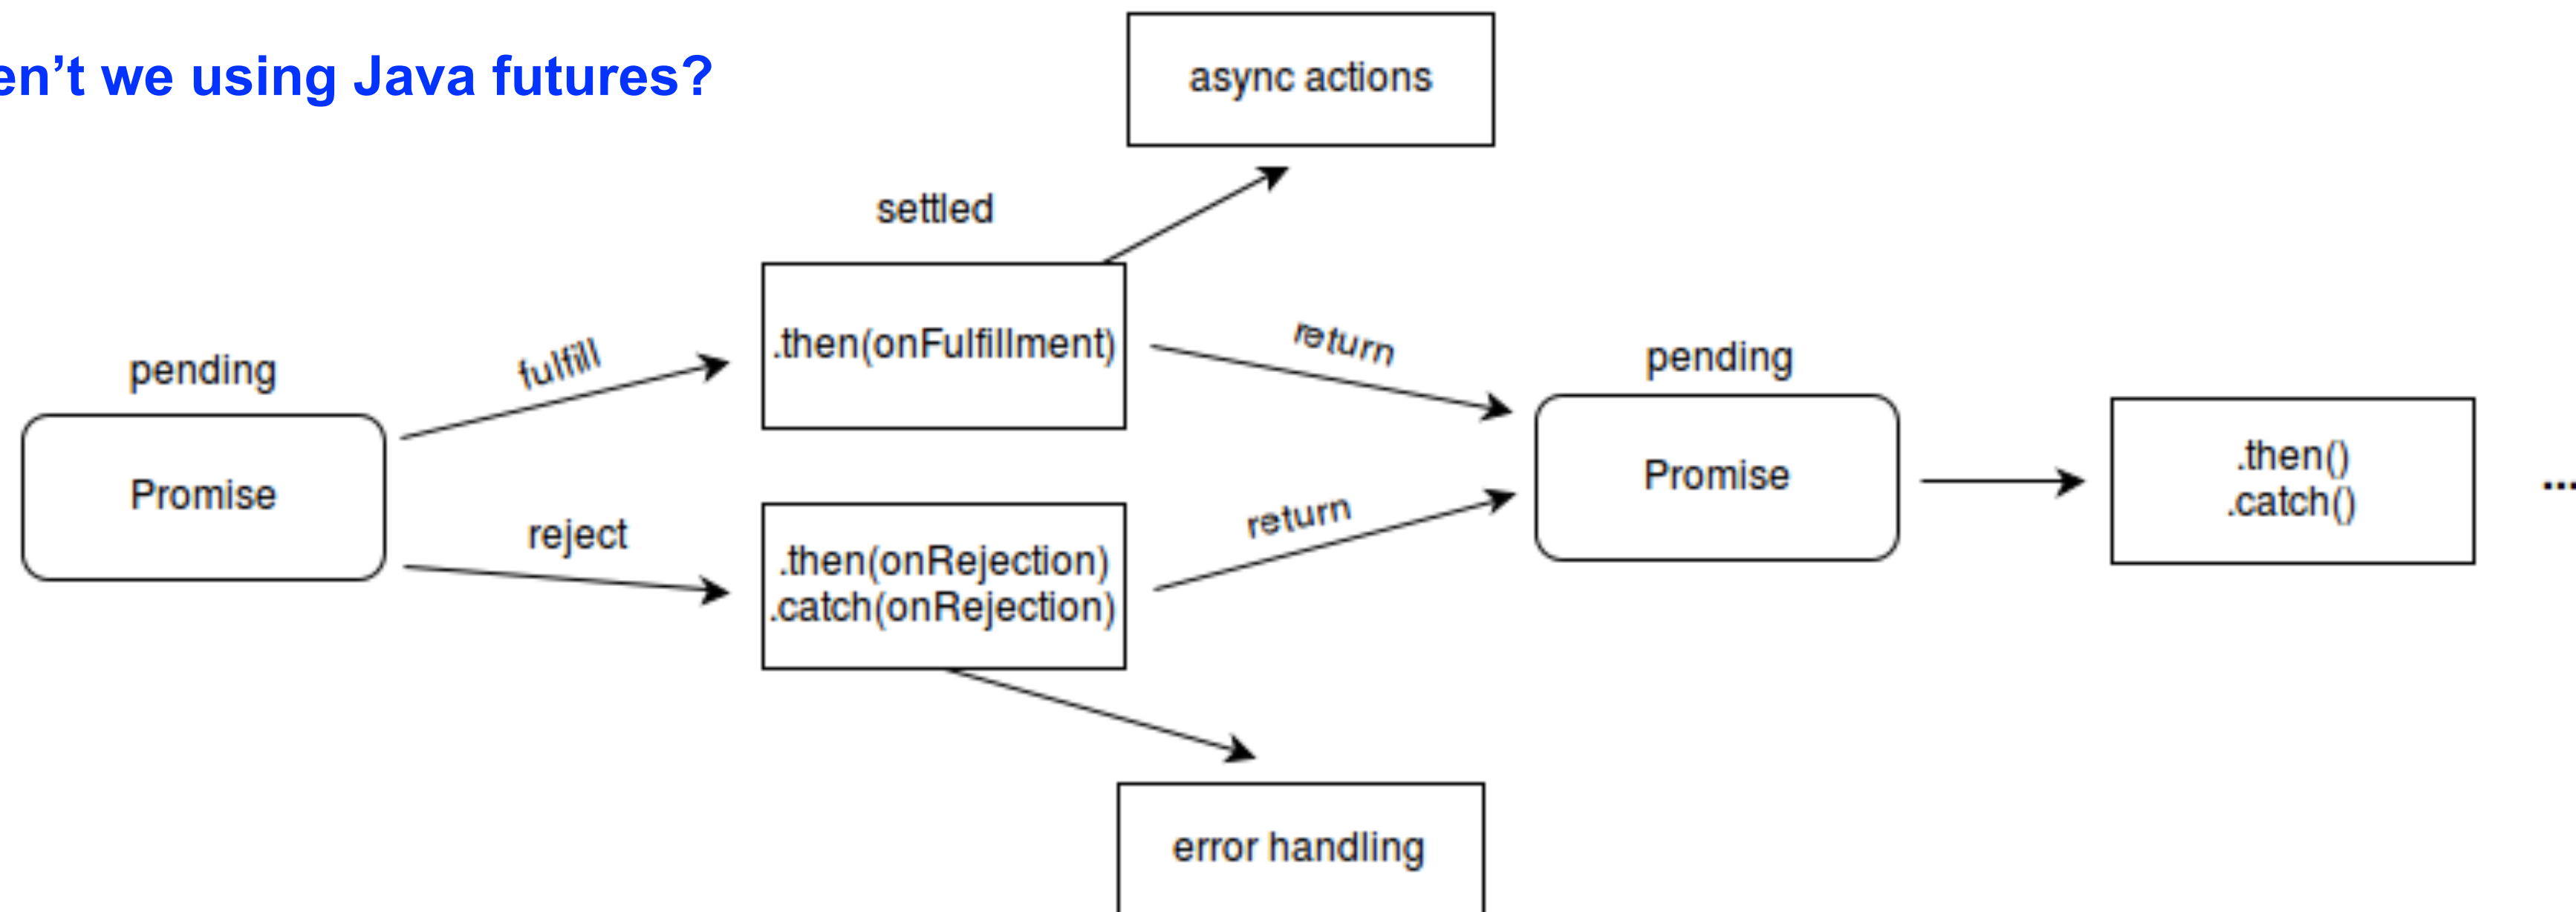 en’t we using Java futures?
async actions
settled
.then(onFulfillment)
fulfill
return
pending
pending
Promise
Promise
.then()
.catch()
...
reject
return
.then(onRejection)
.catch(onRejection)
error handling